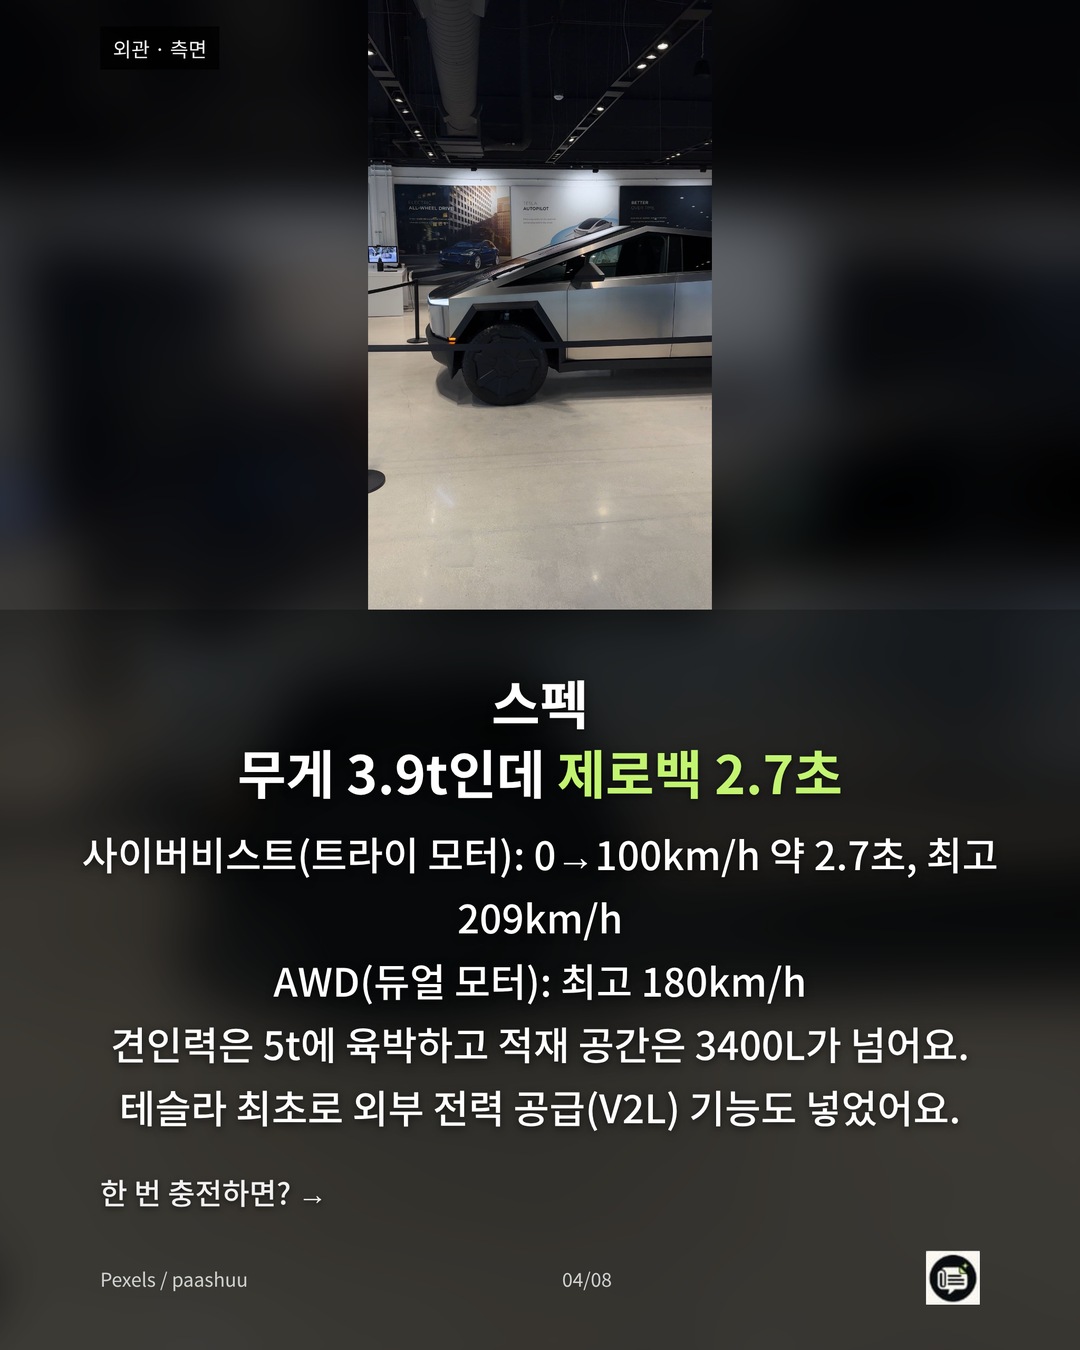 외관 · 측면
ALL-WHEEL DRIVE
AUTOPILOT
BETTER
스펙
무게 3.9t인데 제로백 2.7초
사이버비스트(트라이 모터): 0→100km/h 약 2.7초, 최고
209km/h
AWD(듀얼 모터): 최고 180km/h
견인력은 5t에 육박하고 적재 공간은 3400L가 넘어요.
테슬라 최초로 외부 전력 공급(V2L) 기능도 넣었어요.
한 번 충전하면? →
Pexels / paashuu
04/08